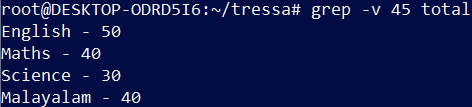 root@DESKTOP-ODRD5I6:~/tressa# grep -v 45 total
English - 50
Maths - 40
Science - 30
Malayalam - 40